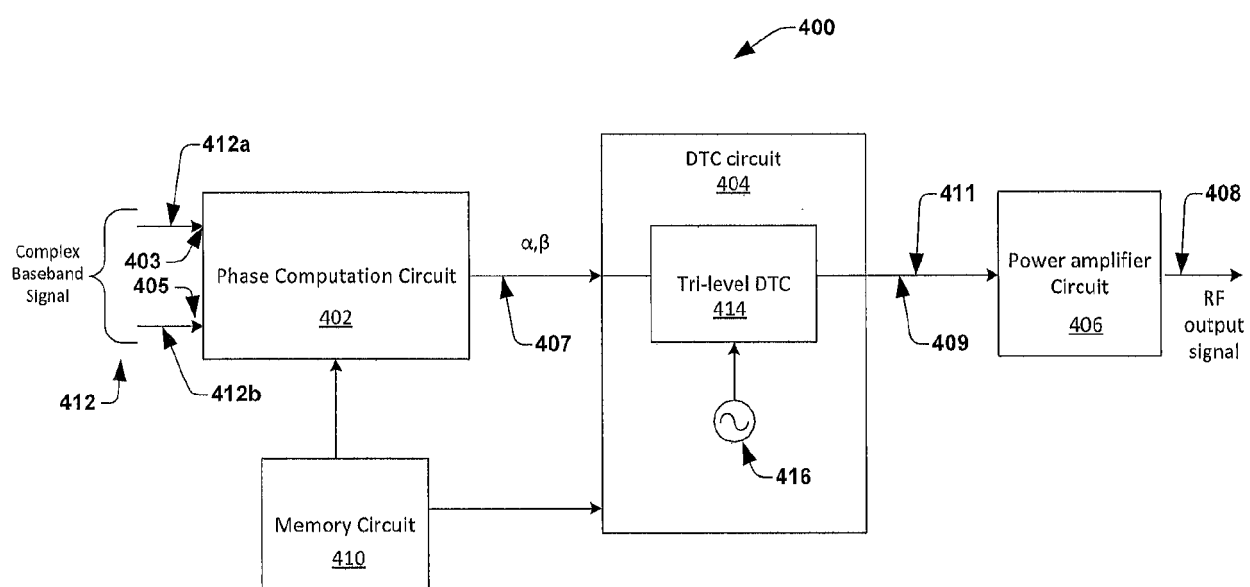 400
412a
DTC circuit
404
411
408
Complex
Baseband
Signal
403
405
Phase Computation Circuit
402
α,β
407
Tri-level DTC
414
409
Power amplifier
Circuit
406
RF
output
signal
412
412b
416
Memory Circuit
410